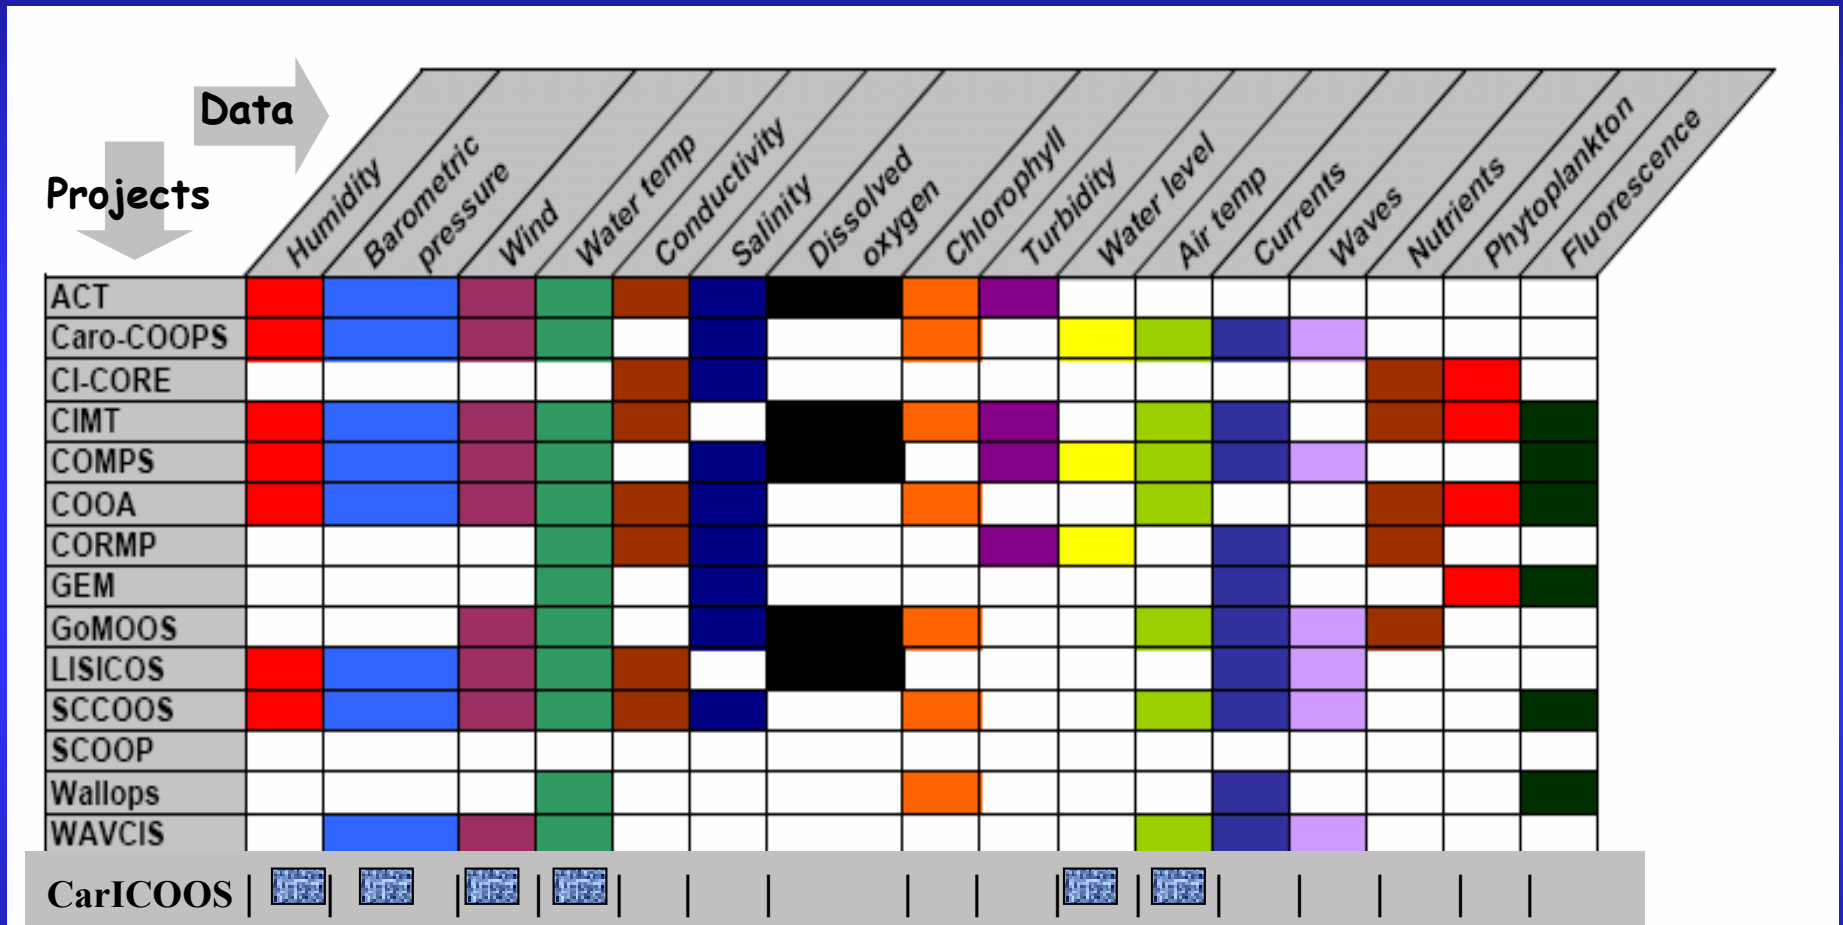 Data
Projects
Humidity
Barometric
pressure
Wind
Water temp
Conductivity
Salinity
Dissolved
oxygen
Chlorophyll
Turbidity
Water level
Air temp
Currents
Waves
Nutrients
Phytoplankton
Fluorescence
ACT
Caro-COOPS
CI-CORE
CIMT
COMPS
COOA
CORMP
GEM
GoMOOS
LISICOS
SCCOOS
SCOOP
Wallops
WAVCIS
CarICOOS